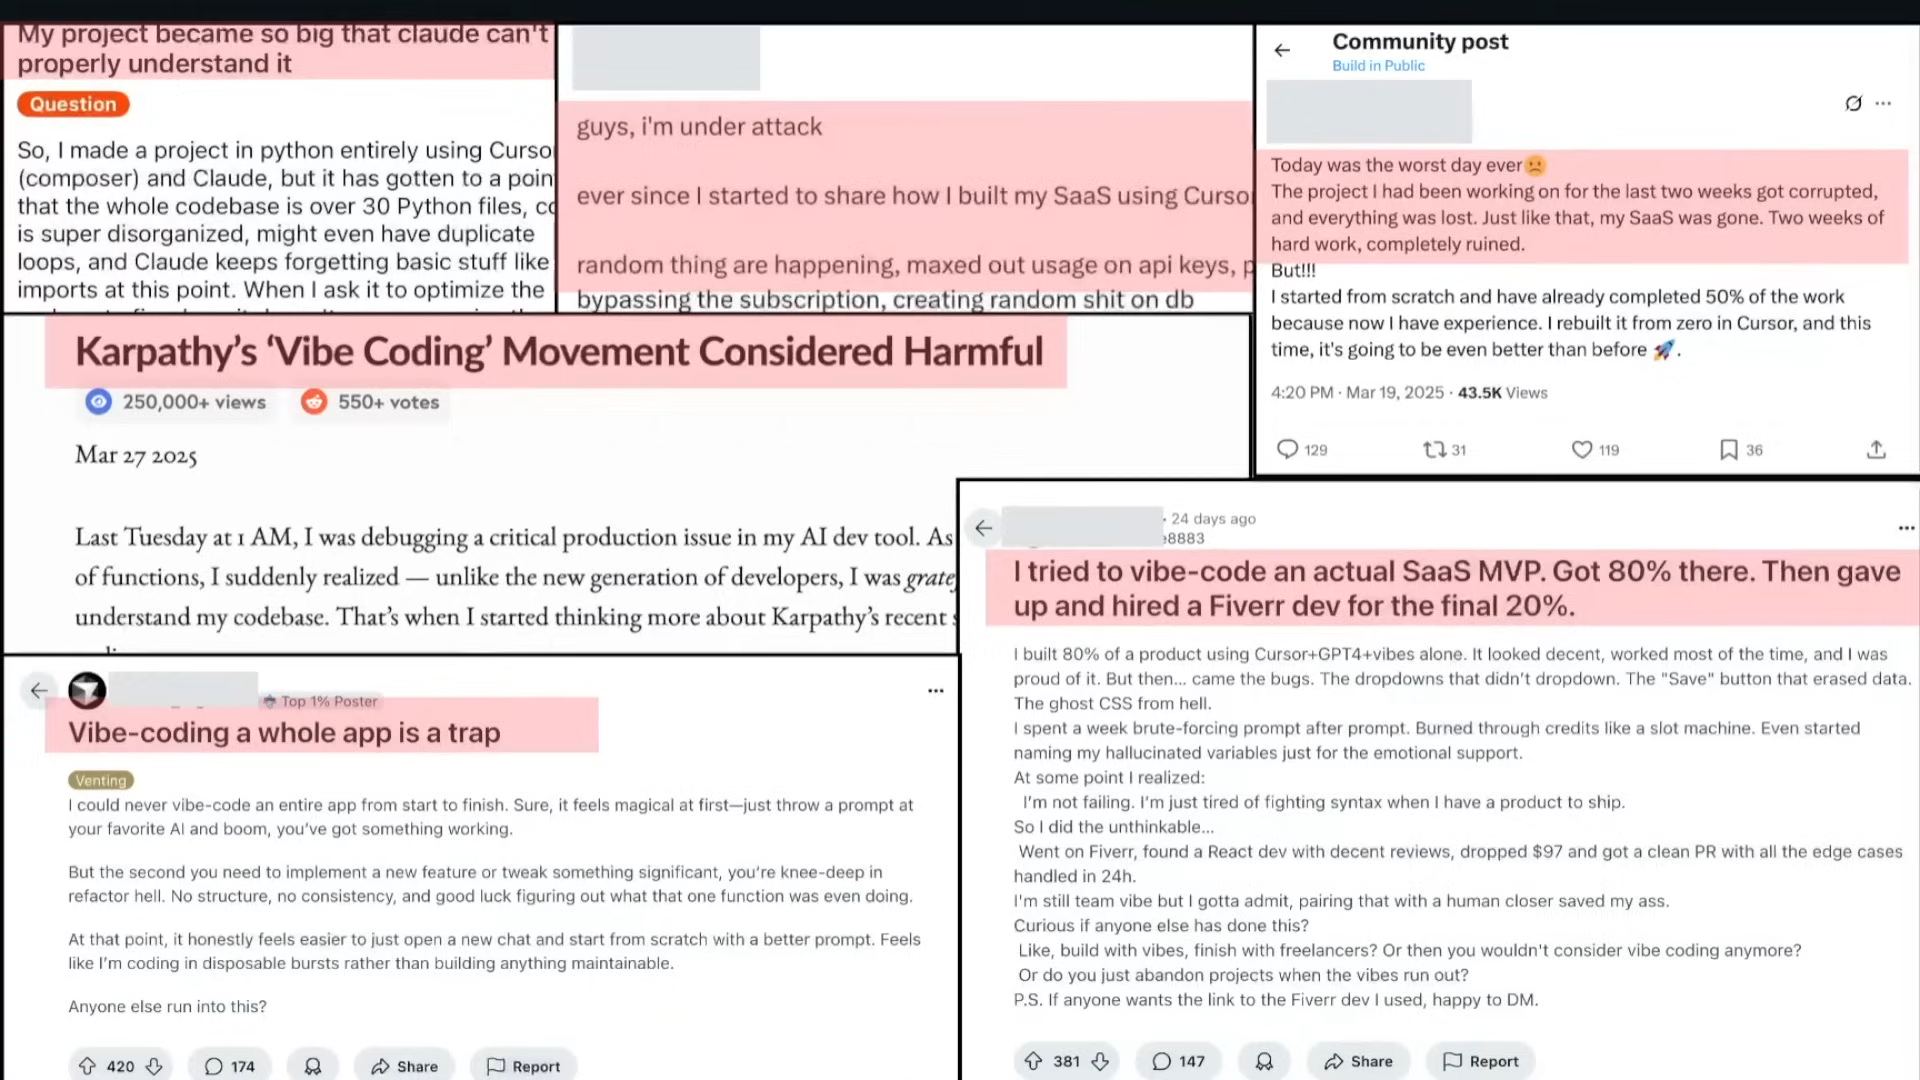 My project became so big that claude can't
properly understand it
Question
So, I made a project in python entirely using Curso
(composer) and Claude, but it has gotten to a poin
that the whole codebase is over 30 Python files, co
is super disorganized, might even have duplicate
loops, and Claude keeps forgetting basic stuff like
imports at this point. When I ask it to optimize the
guys, i'm under attack
ever since I started to share how I built my SaaS using Curso
random thing are happening, maxed out usage on api keys, p
bypassing the subscription, creating random shit on db
Community post
Build in Public
Today was the worst day ever☹️
The project I had been working on for the last two weeks got corrupted,
and everything was lost. Just like that, my SaaS was gone. Two weeks of
hard work, completely ruined.
But!!!
I started from scratch and have already completed 50% of the work
because now I have experience. I rebuilt it from zero in Cursor, and this
time, it's going to be even better than before 🚀.
4:20 PM · Mar 19, 2025 · 43.5K Views
129 31 119 36
Karpathy's ‘Vibe Coding’ Movement Considered Harmful
250,000+ views 550+ votes
Mar 27 2025
Last Tuesday at 1 AM, I was debugging a critical production issue in my AI dev tool. As
of functions, I suddenly realized — unlike the new generation of developers, I was grate
understand my codebase. That's when I started thinking more about Karpathy's recent s
Top 1% Poster
Vibe-coding a whole app is a trap
Venting
I could never vibe-code an entire app from start to finish. Sure, it feels magical at first—just throw a prompt at
your favorite AI and boom, you've got something working.
But the second you need to implement a new feature or tweak something significant, you're knee-deep in
refactor hell. No structure, no consistency, and good luck figuring out what that one function was even doing.
At that point, it honestly feels easier to just open a new chat and start from scratch with a better prompt. Feels
like I'm coding in disposable bursts rather than building anything maintainable.
Anyone else run into this?
420 174 Share Report
· 24 days ago
8883
I tried to vibe-code an actual SaaS MVP. Got 80% there. Then gave
up and hired a Fiverr dev for the final 20%.
I built 80% of a product using Cursor+GPT4+vibes alone. It looked decent, worked most of the time, and I was
proud of it. But then... came the bugs. The dropdowns that didn't dropdown. The "Save" button that erased data.
The ghost CSS from hell.
I spent a week brute-forcing prompt after prompt. Burned through credits like a slot machine. Even started
naming my hallucinated variables just for the emotional support.
At some point I realized:
I'm not failing. I'm just tired of fighting syntax when I have a product to ship.
So I did the unthinkable...
Went on Fiverr, found a React dev with decent reviews, dropped $97 and got a clean PR with all the edge cases
handled in 24h.
I'm still team vibe but I gotta admit, pairing that with a human closer saved my ass.
Curious if anyone else has done this?
Like, build with vibes, finish with freelancers? Or then you wouldn't consider vibe coding anymore?
Or do you just abandon projects when the vibes run out?
P.S. If anyone wants the link to the Fiverr dev I used, happy to DM.
381 147 Share Report